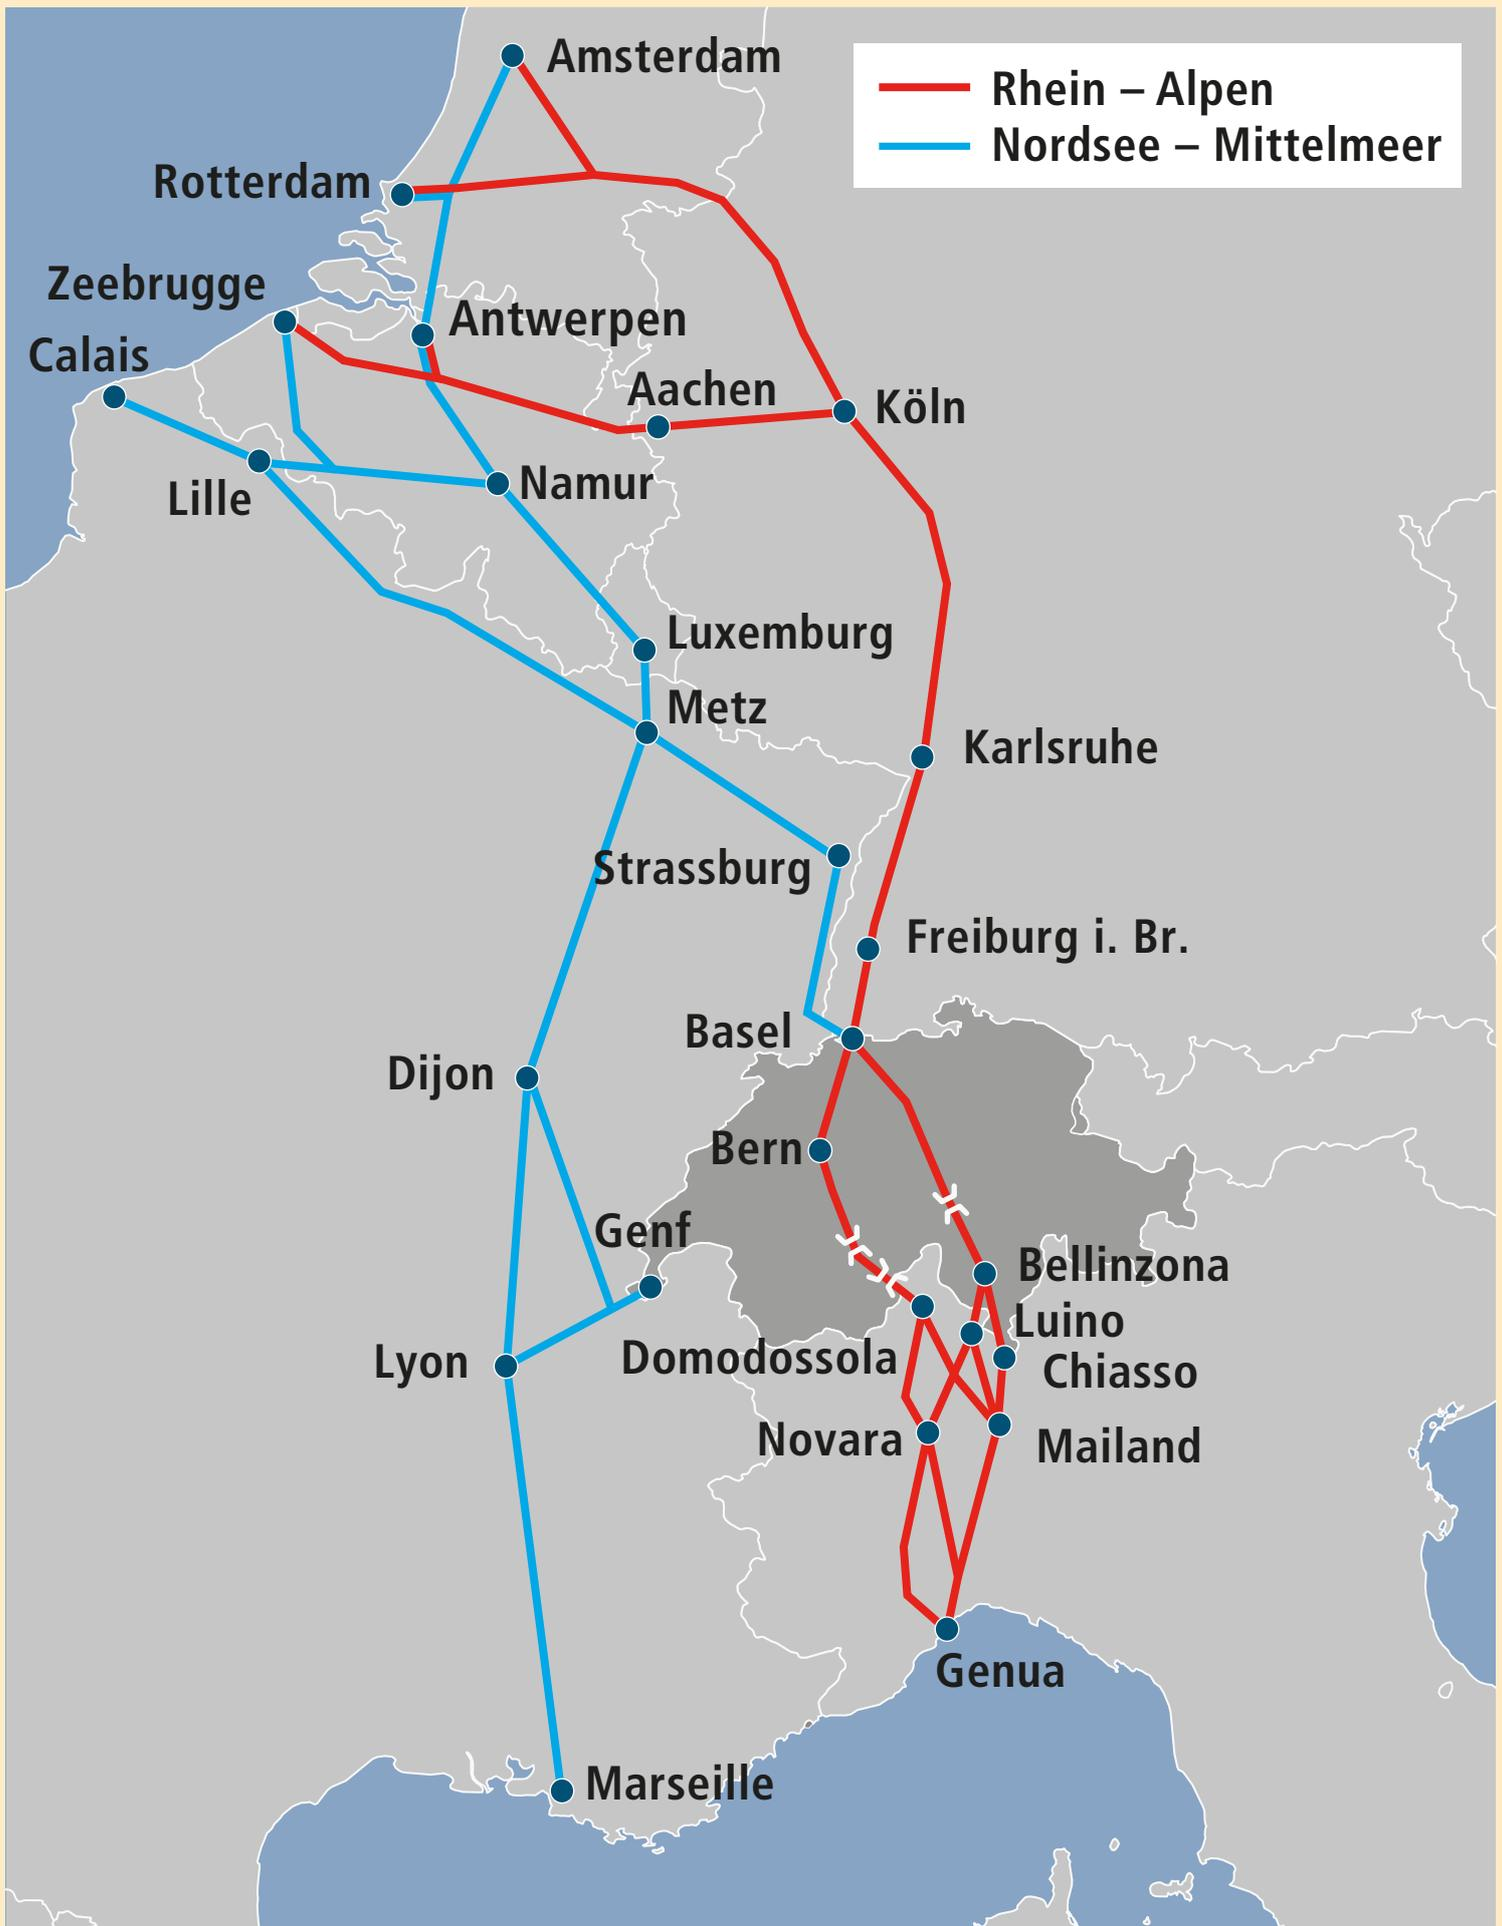 Amsterdam
Rhein – Alpen
Nordsee – Mittelmeer
Rotterdam
Zeebrugge
Antwerpen
Calais
Aachen
Köln
Lille
Namur
Luxemburg
Metz
Karlsruhe
Strassburg
Freiburg i. Br.
Basel
Dijon
Bern
Genf
Bellinzona
Luino
Domodossola
Lyon
Chiasso
Novara
Mailand
Genua
Marseille